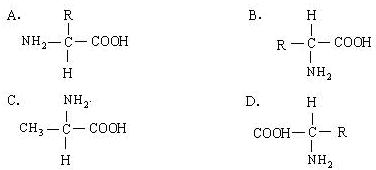 A. R B. H
NH₂—C—COOH R—C—COOH
H NH₂
C. NH₂. D. H
CH₃—C—COOH COOH—C—R
H NH₂